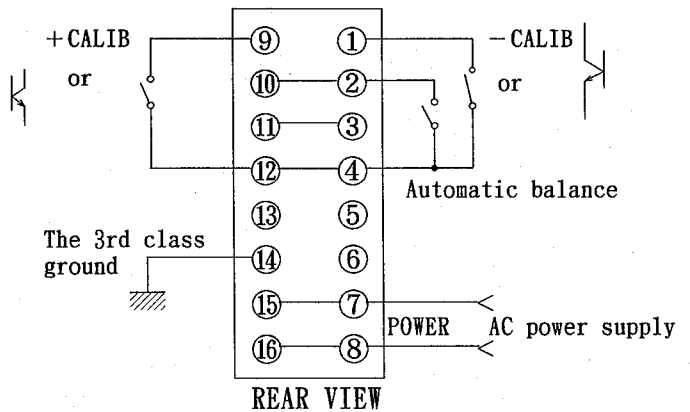 +CALIB ⑨ ① −CALIB
or ⑩ ② or
⑪ ③
⑫ ④
Automatic balance
⑬ ⑤
The 3rd class
ground ⑭ ⑥
⑮ ⑦
POWER AC power supply
⑯ ⑧
REAR VIEW